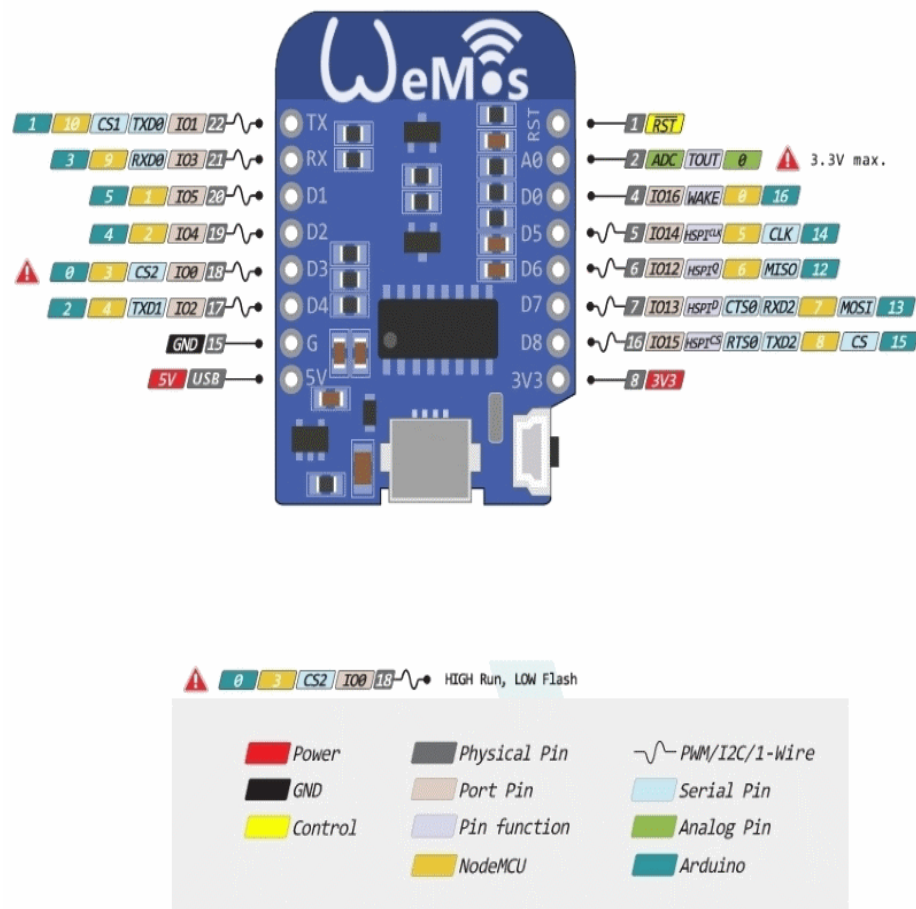 WeMos
1 10 CS1 TXD0 IO1 22 TX RST 1 RST
3 9 RXD0 IO3 21 RX A0 2 ADC TOUT 0 3.3V max.
5 1 IO5 20 D1 D0 4 IO16 WAKE 0 16
4 2 IO4 19 D2 D5 5 IO14 HSPICLK 5 CLK 14
0 3 CS2 IO0 18 D3 D6 6 IO12 HSPIQ 6 MISO 12
2 4 TXD1 IO2 17 D4 D7 7 IO13 HSPID CTS0 RXD2 7 MOSI 13
GND 15 G D8 16 IO15 HSPICS RTS0 TXD2 8 CS 15
5V USB 5V 3V3 8 3V3
0 3 CS2 IO0 18 HIGH Run, LOW Flash
Power Physical Pin PWM/I2C/1-Wire
GND Port Pin Serial Pin
Control Pin function Analog Pin
NodeMCU Arduino